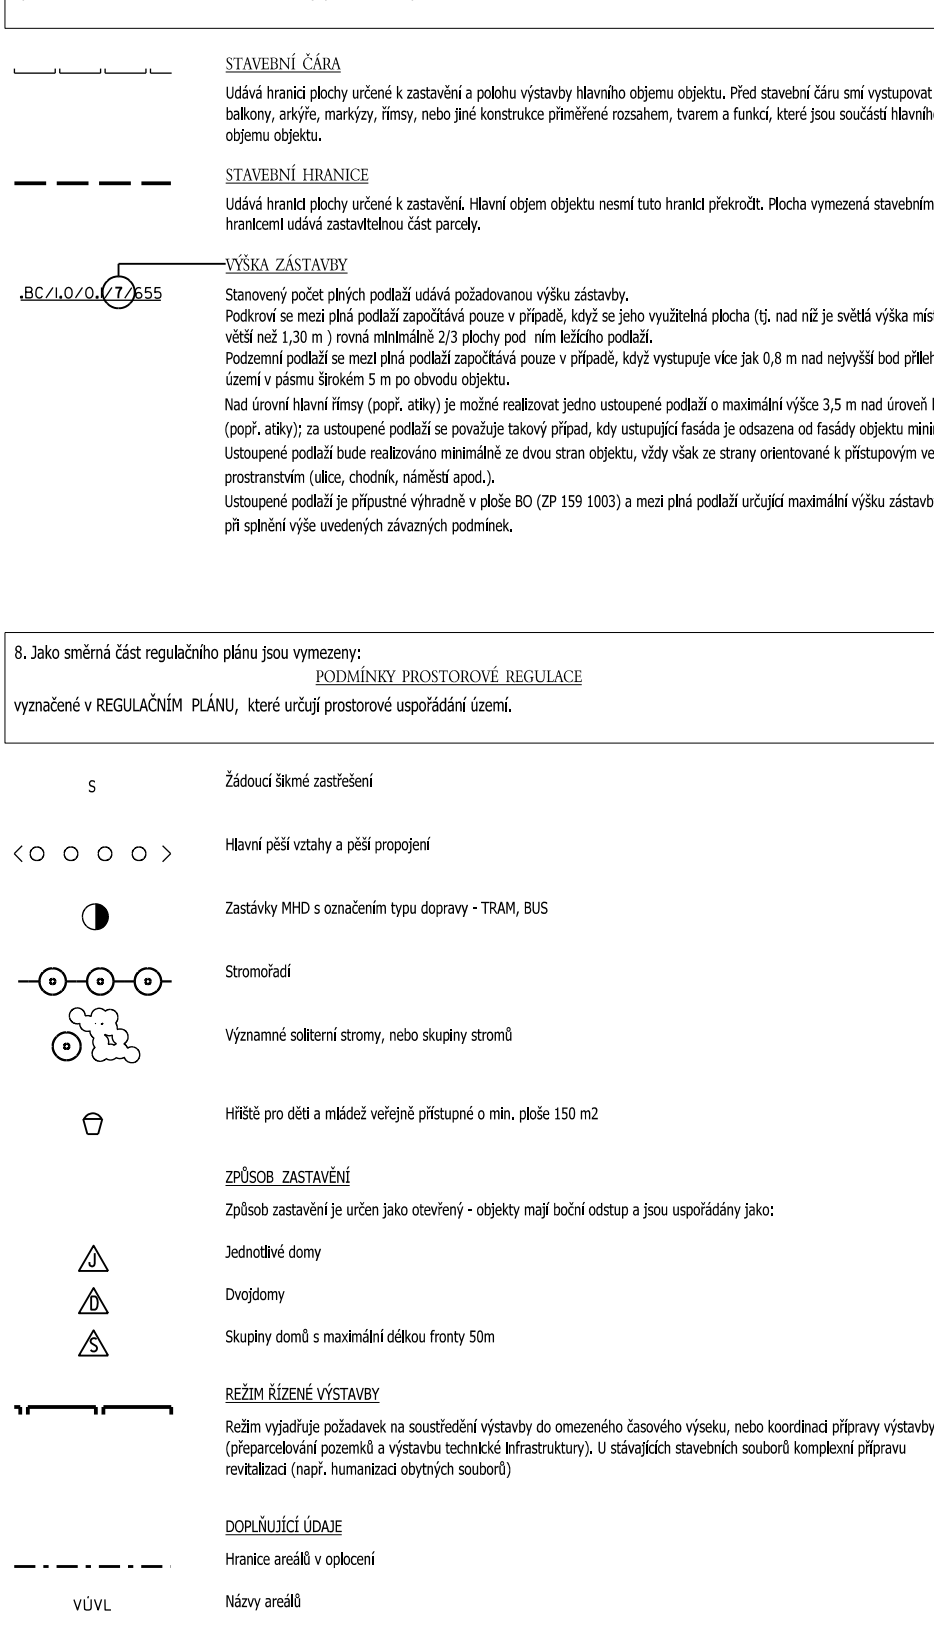 STAVEBNÍ ČÁRA
Udává hranici plochy určené k zastavění a polohu výstavby hlavního objemu objektu. Před stavební čáru smí vystupovat
balkony, arkýře, markýzy, římsy, nebo jiné konstrukce přiměřené rozsahem, tvarem a funkcí, které jsou součástí
objemu objektu.
STAVEBNÍ HRANICE
Udává hranici plochy určené k zastavění. Hlavní objem objektu nesmí tuto hranici překročit. Plocha vymezená
hranicemi udává zastavitelnou část parcely.
VÝŠKA ZÁSTAVBY
.BC/1.0/0.1/7/655
Stanovený počet plných podlaží udává požadovanou výšku zástavby.
Podkroví se mezi plná podlaží započítává pouze v případě, když se jeho využitelná plocha (tj. nad níž je světlá výška
větší než 1,30 m ) rovná minimálně 2/3 plochy pod ním ležícího podlaží.
Podzemní podlaží se mezi plná podlaží započítává pouze v případě, když vystupuje více jak 0,8 m nad nejvyšší bod
území v pásmu širokém 5 m po obvodu objektu.
Nad úrovní hlavní římsy (popř. atiky) je možné realizovat jedno ustoupené podlaží o maximální výšce 3,5 m nad úroveň
(popř. atiky); za ustoupené podlaží se považuje takový případ, kdy ustupující fasáda je odsazena od fasády objektu
Ustoupené podlaží bude realizováno minimálně ze dvou stran objektu, vždy však ze strany orientované k přístupovým
prostranstvím (ulice, chodník, náměstí apod.).
Ustoupené podlaží je přípustné výhradně v ploše BO (ZP 159 1003) a mezi plná podlaží určující maximální výšku
při splnění výše uvedených závazných podmínek.
8. Jako směrná část regulačního plánu jsou vymezeny:
PODMÍNKY PROSTOROVÉ REGULACE
vyznačené v REGULAČNÍM PLÁNU, které určují prostorové uspořádání území.
S Žádoucí šikmé zastřešení
Hlavní pěší vztahy a pěší propojení
Zastávky MHD s označením typu dopravy - TRAM, BUS
Stromořadí
Významné soliterní stromy, nebo skupiny stromů
Hřiště pro děti a mládež veřejně přístupné o min. ploše 150 m2
ZPŮSOB ZASTAVĚNÍ
Způsob zastavění je určen jako otevřený - objekty mají boční odstup a jsou uspořádány jako:
J Jednotlivé domy
D Dvojdomy
S Skupiny domů s maximální délkou fronty 50m
REŽIM ŘÍZENÉ VÝSTAVBY
Režim vyjadřuje požadavek na soustředění výstavby do omezeného časového výseku, nebo koordinaci přípravy výstavby
(přeparcelování pozemků a výstavbu technické infrastruktury). U stávajících stavebních souborů komplexní přípravu
revitalizaci (např. humanizaci obytných souborů)
DOPLŇUJÍCÍ ÚDAJE
Hranice areálů v oplocení
VÚVL Názvy areálů